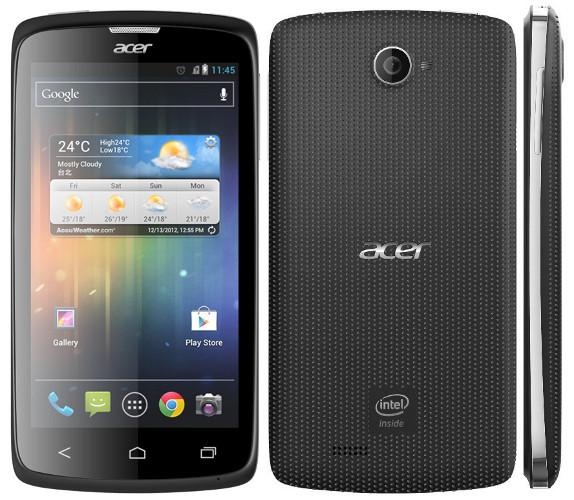 acer
11:45
Google
24°C
High24°C
Low18°C
Mostly Cloudy
台北
Fri Sat Sun Mon
25°/18° 26°/19° 24°/18° 21°/18°
AccuWeather.com® 12/13/2012, 12:55 PM
Gallery Play Store
acer
intel
inside